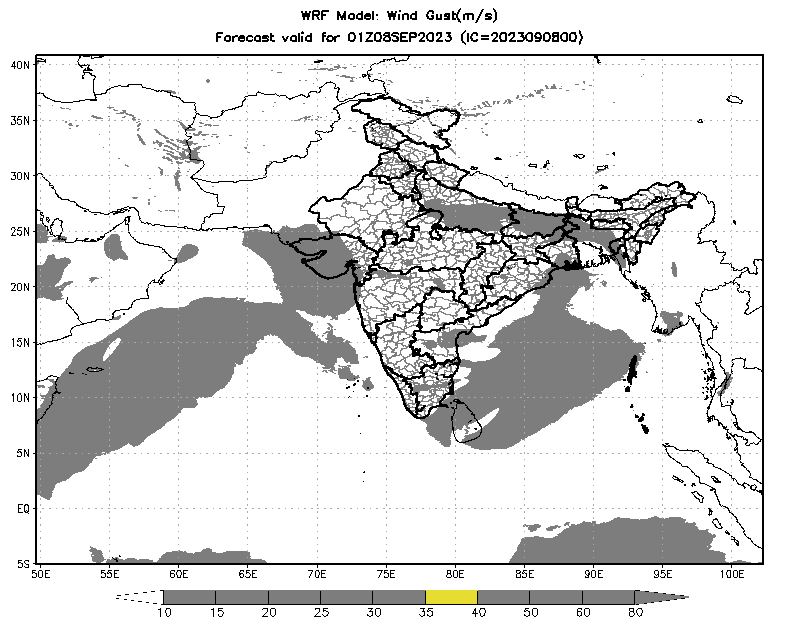 WRF Model: Wind Gust(m/s)
Forecast valid for 01Z08SEP2023 (IC=2023090800)
40N
35N
30N
25N
20N
15N
10N
5N
EQ
5S
50E 55E 60E 65E 70E 75E 80E 85E 90E 95E 100E
10 15 20 25 30 35 40 50 60 80